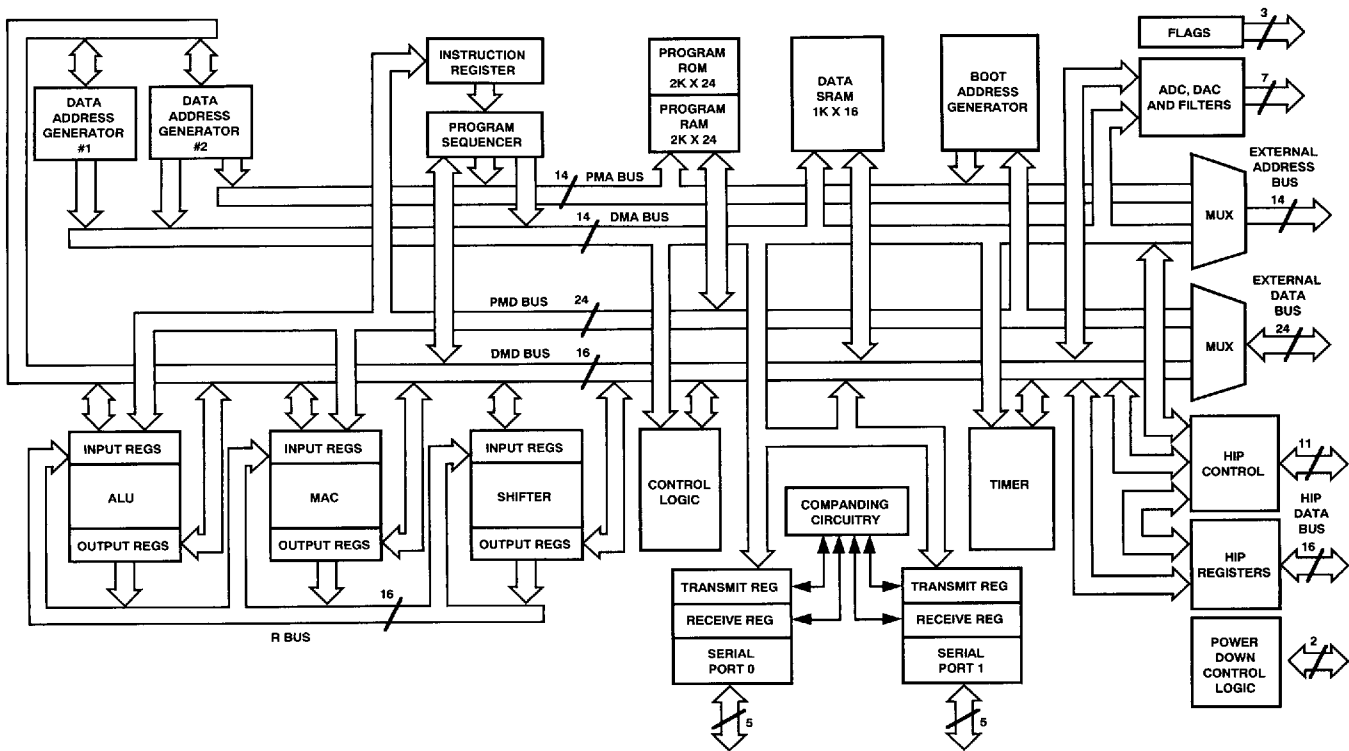 DATA
ADDRESS
GENERATOR
#1
DATA
ADDRESS
GENERATOR
#2
INSTRUCTION
REGISTER
PROGRAM
SEQUENCER
PROGRAM
ROM
2K X 24
PROGRAM
RAM
2K X 24
DATA
SRAM
1K X 16
BOOT
ADDRESS
GENERATOR
FLAGS
3
ADC, DAC
AND FILTERS
7
EXTERNAL
ADDRESS
BUS
14
MUX
14
PMA BUS
14
DMA BUS
PMD BUS
24
DMD BUS
16
EXTERNAL
DATA
BUS
24
MUX
INPUT REGS
ALU
OUTPUT REGS
INPUT REGS
MAC
OUTPUT REGS
INPUT REGS
SHIFTER
OUTPUT REGS
16
R BUS
CONTROL
LOGIC
COMPANDING
CIRCUITRY
TIMER
TRANSMIT REG
RECEIVE REG
SERIAL
PORT 0
5
TRANSMIT REG
RECEIVE REG
SERIAL
PORT 1
5
HIP
CONTROL
11
HIP
DATA
BUS
16
HIP
REGISTERS
POWER
DOWN
CONTROL
LOGIC
2